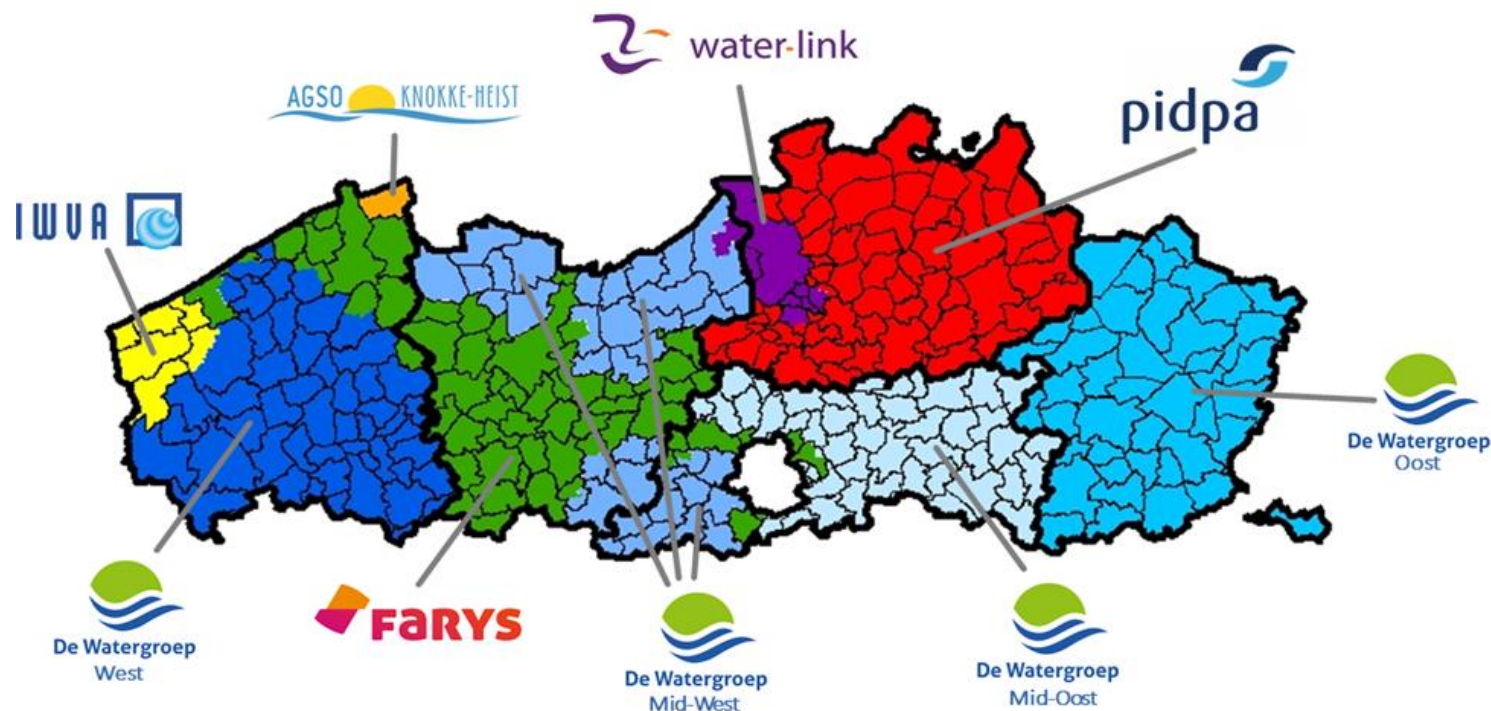 water-link
pidpa
AGSO KNOKKE-HEIST
IWVA
De Watergroep
Oost
De Watergroep
West
FARYS
De Watergroep
Mid-West
De Watergroep
Mid-Oost